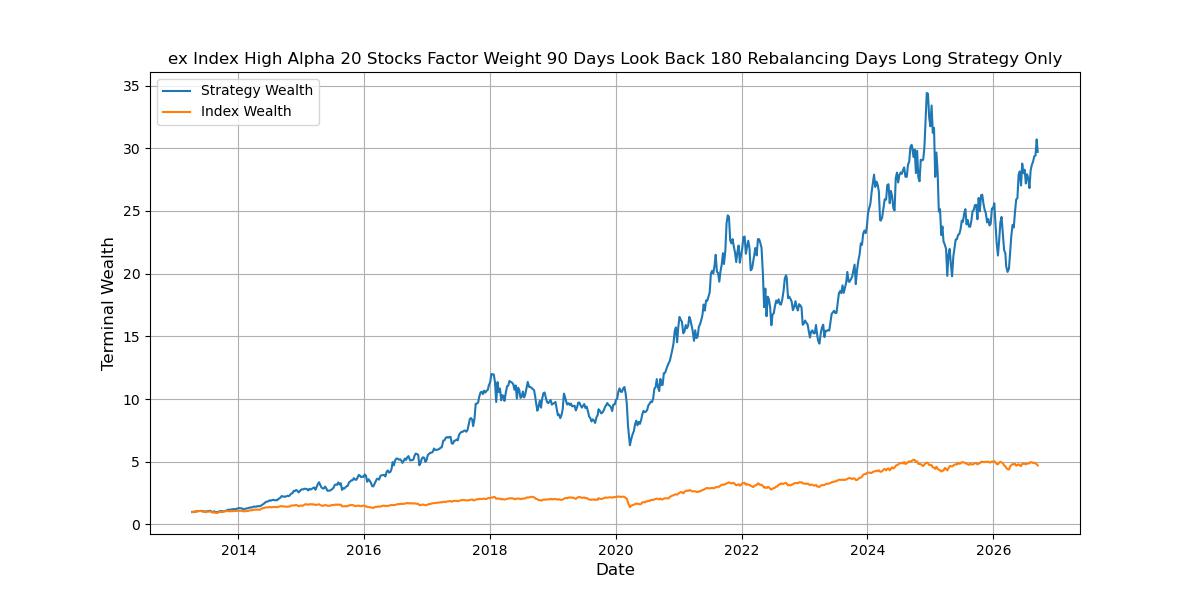 ex Index High Alpha 20 Stocks Factor Weight 90 Days Look Back 180 Rebalancing Days Long Strategy Only
Strategy Wealth
Index Wealth
Terminal Wealth
35
30
25
20
15
10
5
0
2014 2016 2018 2020 2022 2024 2026
Date